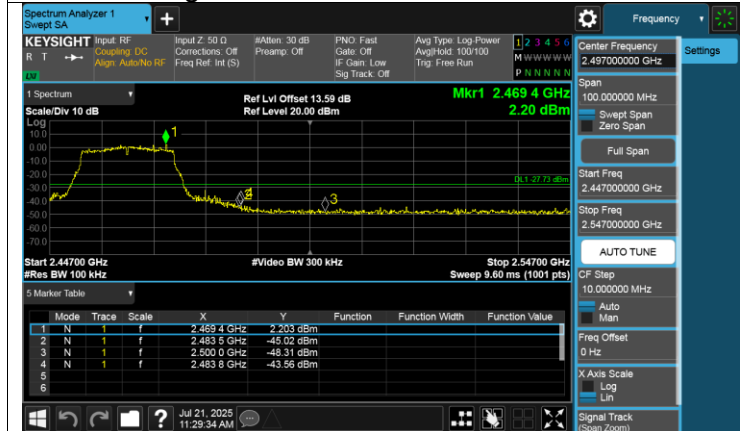 Spectrum Analyzer 1
Swept SA
Frequency
KEYSIGHT
R T
LXI
Input: RF
Coupling: DC
Align: Auto/No RF
Input Z: 50 Ω
Corrections: Off
Freq Ref: Int (S)
#Atten: 30 dB
Preamp: Off
PNO: Fast
Gate: Off
IF Gain: Low
Sig Track: Off
Avg Type: Log-Power
Avg|Hold: 100/100
Trig: Free Run
1 2 3 4 5 6
M W W W W W
P N N N N N
1 Spectrum
Scale/Div 10 dB
Ref Lvl Offset 13.59 dB
Ref Level 20.00 dBm
Mkr1 2.469 4 GHz
2.20 dBm
Log
10.0
0.00
-10.0
-20.0
-30.0
-40.0
-50.0
-60.0
-70.0
1
3
DL1 -27.73 dBm
Start 2.44700 GHz
#Res BW 100 kHz
#Video BW 300 kHz
Stop 2.54700 GHz
Sweep 9.60 ms (1001 pts)
5 Marker Table
Mode Trace Scale X Y Function Function Width Function Value
1 N 1 f 2.469 4 GHz 2.203 dBm
2 N 1 f 2.483 5 GHz -45.02 dBm
3 N 1 f 2.500 0 GHz -48.31 dBm
4 N 1 f 2.483 8 GHz -43.56 dBm
5
6
Jul 21, 2025
11:29:34 AM
Center Frequency
2.497000000 GHz
Settings
Span
100.000000 MHz
Swept Span
Zero Span
Full Span
Start Freq
2.447000000 GHz
Stop Freq
2.547000000 GHz
AUTO TUNE
CF Step
10.000000 MHz
Auto
Man
Freq Offset
0 Hz
X Axis Scale
Log
Lin
Signal Track
(Span Zoom)